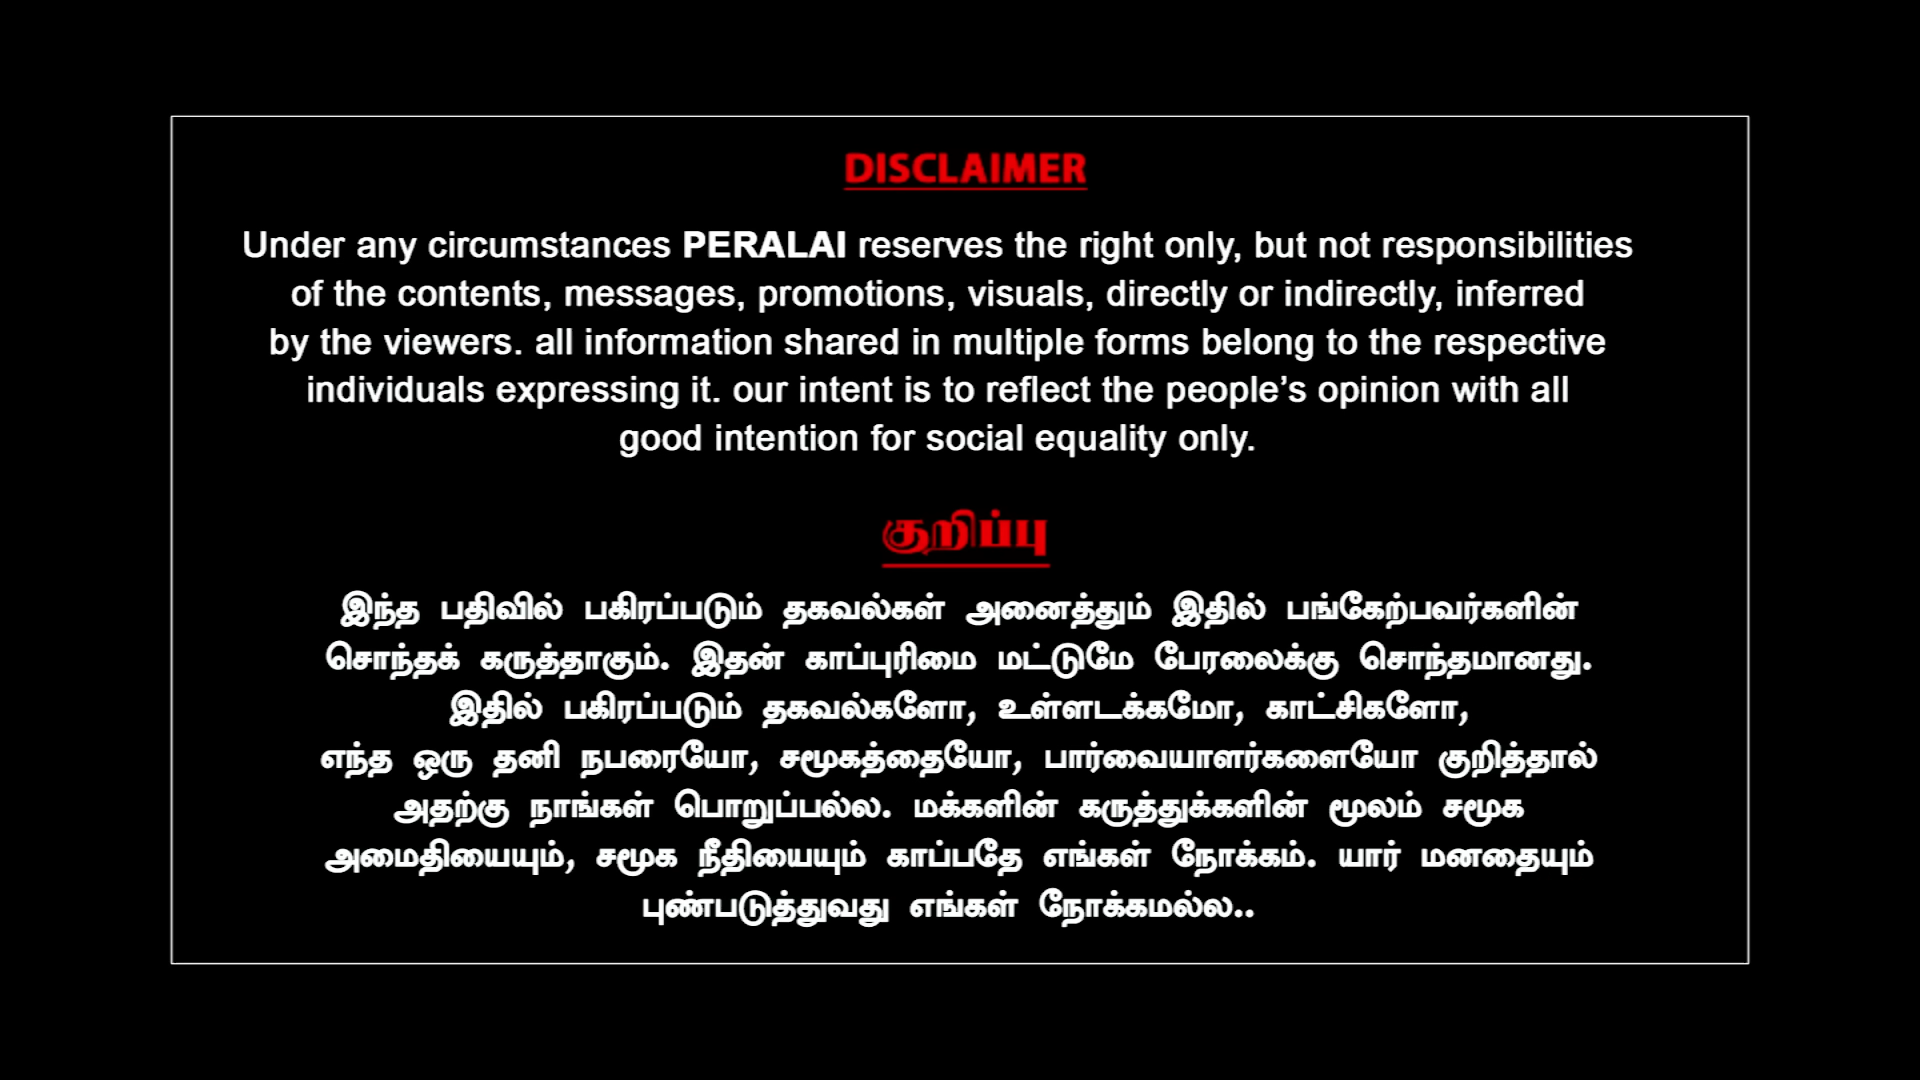 DISCLAIMER
Under any circumstances PERALAI reserves the right only, but not responsibilities
of the contents, messages, promotions, visuals, directly or indirectly, inferred
by the viewers. all information shared in multiple forms belong to the respective
individuals expressing it. our intent is to reflect the people’s opinion with all
good intention for social equality only.
குறிப்பு
இந்த பதிவில் பகிரப்படும் தகவல்கள் அனைத்தும் இதில் பங்கேற்பவர்களின்
சொந்தக் கருத்தாகும். இதன் காப்புரிமை மட்டுமே பேரலைக்கு சொந்தமானது.
இதில் பகிரப்படும் தகவல்களோ, உள்ளடக்கமோ, காட்சிகளோ,
எந்த ஒரு தனி நபரையோ, சமூகத்தையோ, பார்வையாளர்களையோ குறித்தால்
அதற்கு நாங்கள் பொறுப்பல்ல. மக்களின் கருத்துக்களின் மூலம் சமூக
அமைதியையும், சமூக நீதியையும் காப்பதே எங்கள் நோக்கம். யார் மனதையும்
புண்படுத்துவது எங்கள் நோக்கமல்ல..